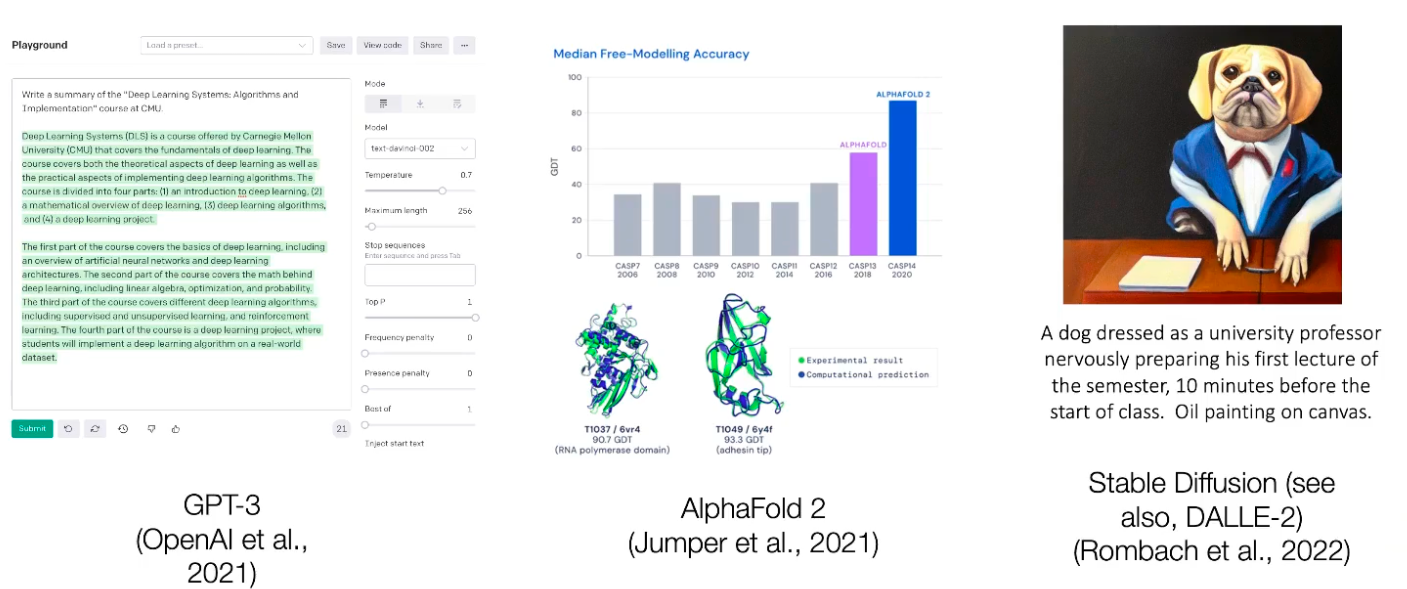 Playground
Load a preset...
Save
View code
Share
...
Write a summary of the "Deep Learning Systems: Algorithms and
Implementation" course at CMU.
Deep Learning Systems (DLS) is a course offered by Carnegie Mellon
University (CMU) that covers the fundamentals of deep learning. The
course covers both the theoretical aspects of deep learning as well as
the practical aspects of implementing deep learning algorithms. The
course is divided into four parts: (1) an introduction to deep learning, (2)
a mathematical overview of deep learning, (3) deep learning algorithms,
and (4) a deep learning project.
The first part of the course covers the basics of deep learning, including
an overview of artificial neural networks and deep learning
architectures. The second part of the course covers the math behind
deep learning, including linear algebra, optimization, and probability.
The third part of the course covers different deep learning algorithms,
including supervised and unsupervised learning, and reinforcement
learning. The fourth part of the course is a deep learning project, where
students will implement a deep learning algorithm on a real-world
dataset.
Mode
Model
text-davinci-002
Temperature 0.7
Maximum length 256
Stop sequences
Enter sequence and press Tab
Top P 1
Frequency penalty 0
Presence penalty 0
Best of 1
Inject start text
Submit
21
GPT-3
(OpenAI et al.,
2021)
Median Free-Modelling Accuracy
GDT
100
80
60
40
20
0
ALPHAFOLD
ALPHAFOLD 2
CASP7 CASP8 CASP9 CASP10 CASP11 CASP12 CASP13 CASP14
2006 2008 2010 2012 2014 2016 2018 2020
Experimental result
Computational prediction
T1037 / 6vr4
90.7 GDT
(RNA polymerase domain)
T1049 / 6y4f
93.3 GDT
(adhesin tip)
AlphaFold 2
(Jumper et al., 2021)
A dog dressed as a university professor
nervously preparing his first lecture of
the semester, 10 minutes before the
start of class. Oil painting on canvas.
Stable Diffusion (see
also, DALLE-2)
(Rombach et al., 2022)